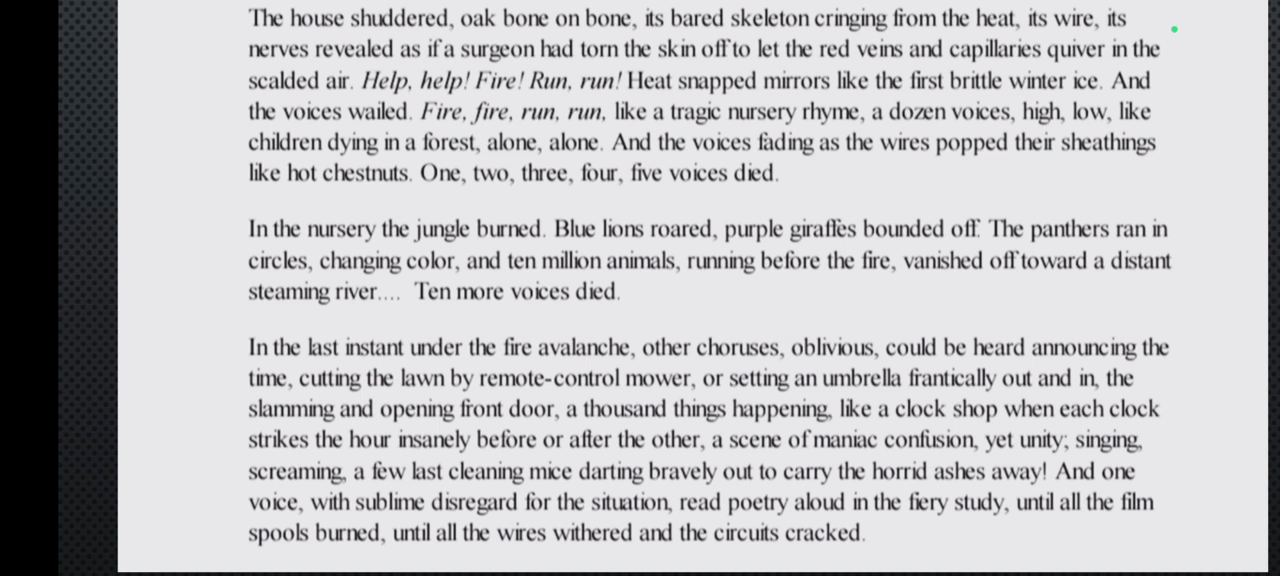 The house shuddered, oak bone on bone, its bared skeleton cringing from the heat, its wire, its
nerves revealed as if a surgeon had torn the skin off to let the red veins and capillaries quiver in the
scalded air. Help, help! Fire! Run, run! Heat snapped mirrors like the first brittle winter ice. And
the voices wailed. Fire, fire, run, run, like a tragic nursery rhyme, a dozen voices, high, low, like
children dying in a forest, alone, alone. And the voices fading as the wires popped their sheathings
like hot chestnuts. One, two, three, four, five voices died.
In the nursery the jungle burned. Blue lions roared, purple giraffes bounded off. The panthers ran in
circles, changing color, and ten million animals, running before the fire, vanished off toward a distant
steaming river.... Ten more voices died.
In the last instant under the fire avalanche, other choruses, oblivious, could be heard announcing the
time, cutting the lawn by remote-control mower, or setting an umbrella frantically out and in, the
slamming and opening front door, a thousand things happening, like a clock shop when each clock
strikes the hour insanely before or after the other, a scene of maniac confusion, yet unity; singing,
screaming, a few last cleaning mice darting bravely out to carry the horrid ashes away! And one
voice, with sublime disregard for the situation, read poetry aloud in the fiery study, until all the film
spools burned, until all the wires withered and the circuits cracked.